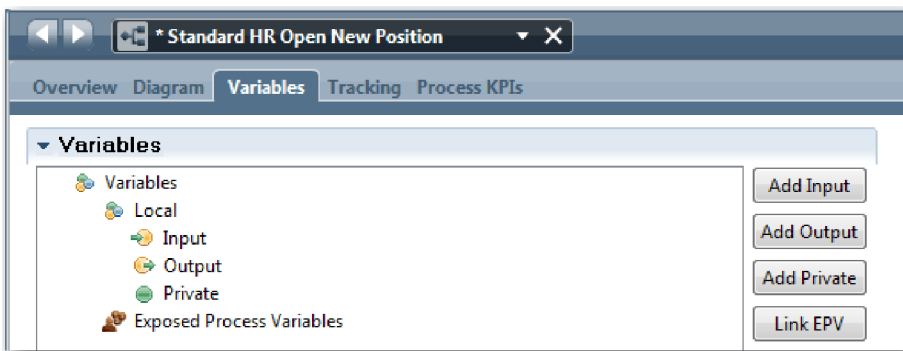 * Standard HR Open New Position
Overview Diagram Variables Tracking Process KPIs
Variables
Variables
Add Input
Local
Input
Add Output
Output
Add Private
Private
Exposed Process Variables
Link EPV